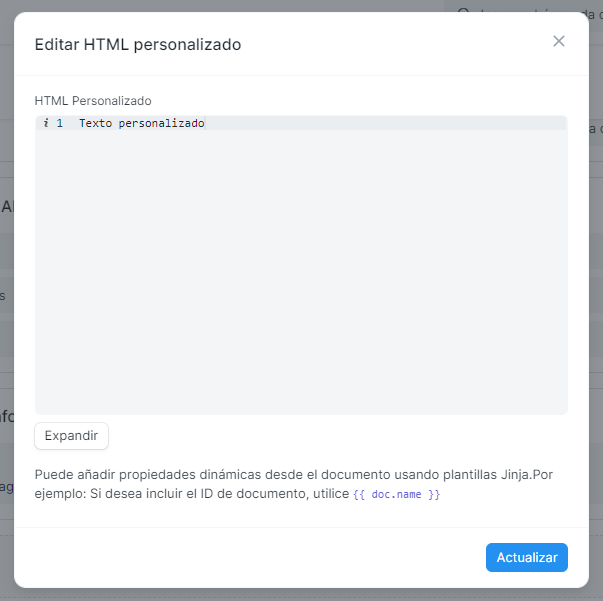 Editar HTML personalizado
HTML Personalizado
i 1 Texto personalizado
Expandir
Puede añadir propiedades dinámicas desde el documento usando plantillas Jinja.Por
ejemplo: Si desea incluir el ID de documento, utilice {{ doc.name }}
Actualizar